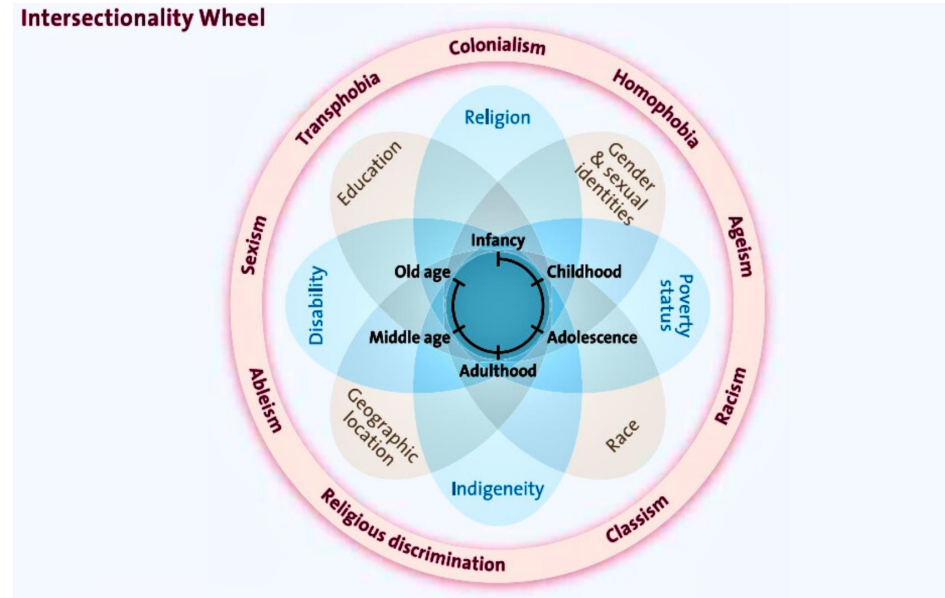 Intersectionality Wheel
Colonialism
Homophobia
Ageism
Racism
Classism
Religious discrimination
Ableism
Sexism
Transphobia
Religion
Gender
& sexual
identities
Poverty
status
Race
Indigeneity
Geographic
location
Disability
Education
Infancy
Childhood
Adolescence
Adulthood
Middle age
Old age